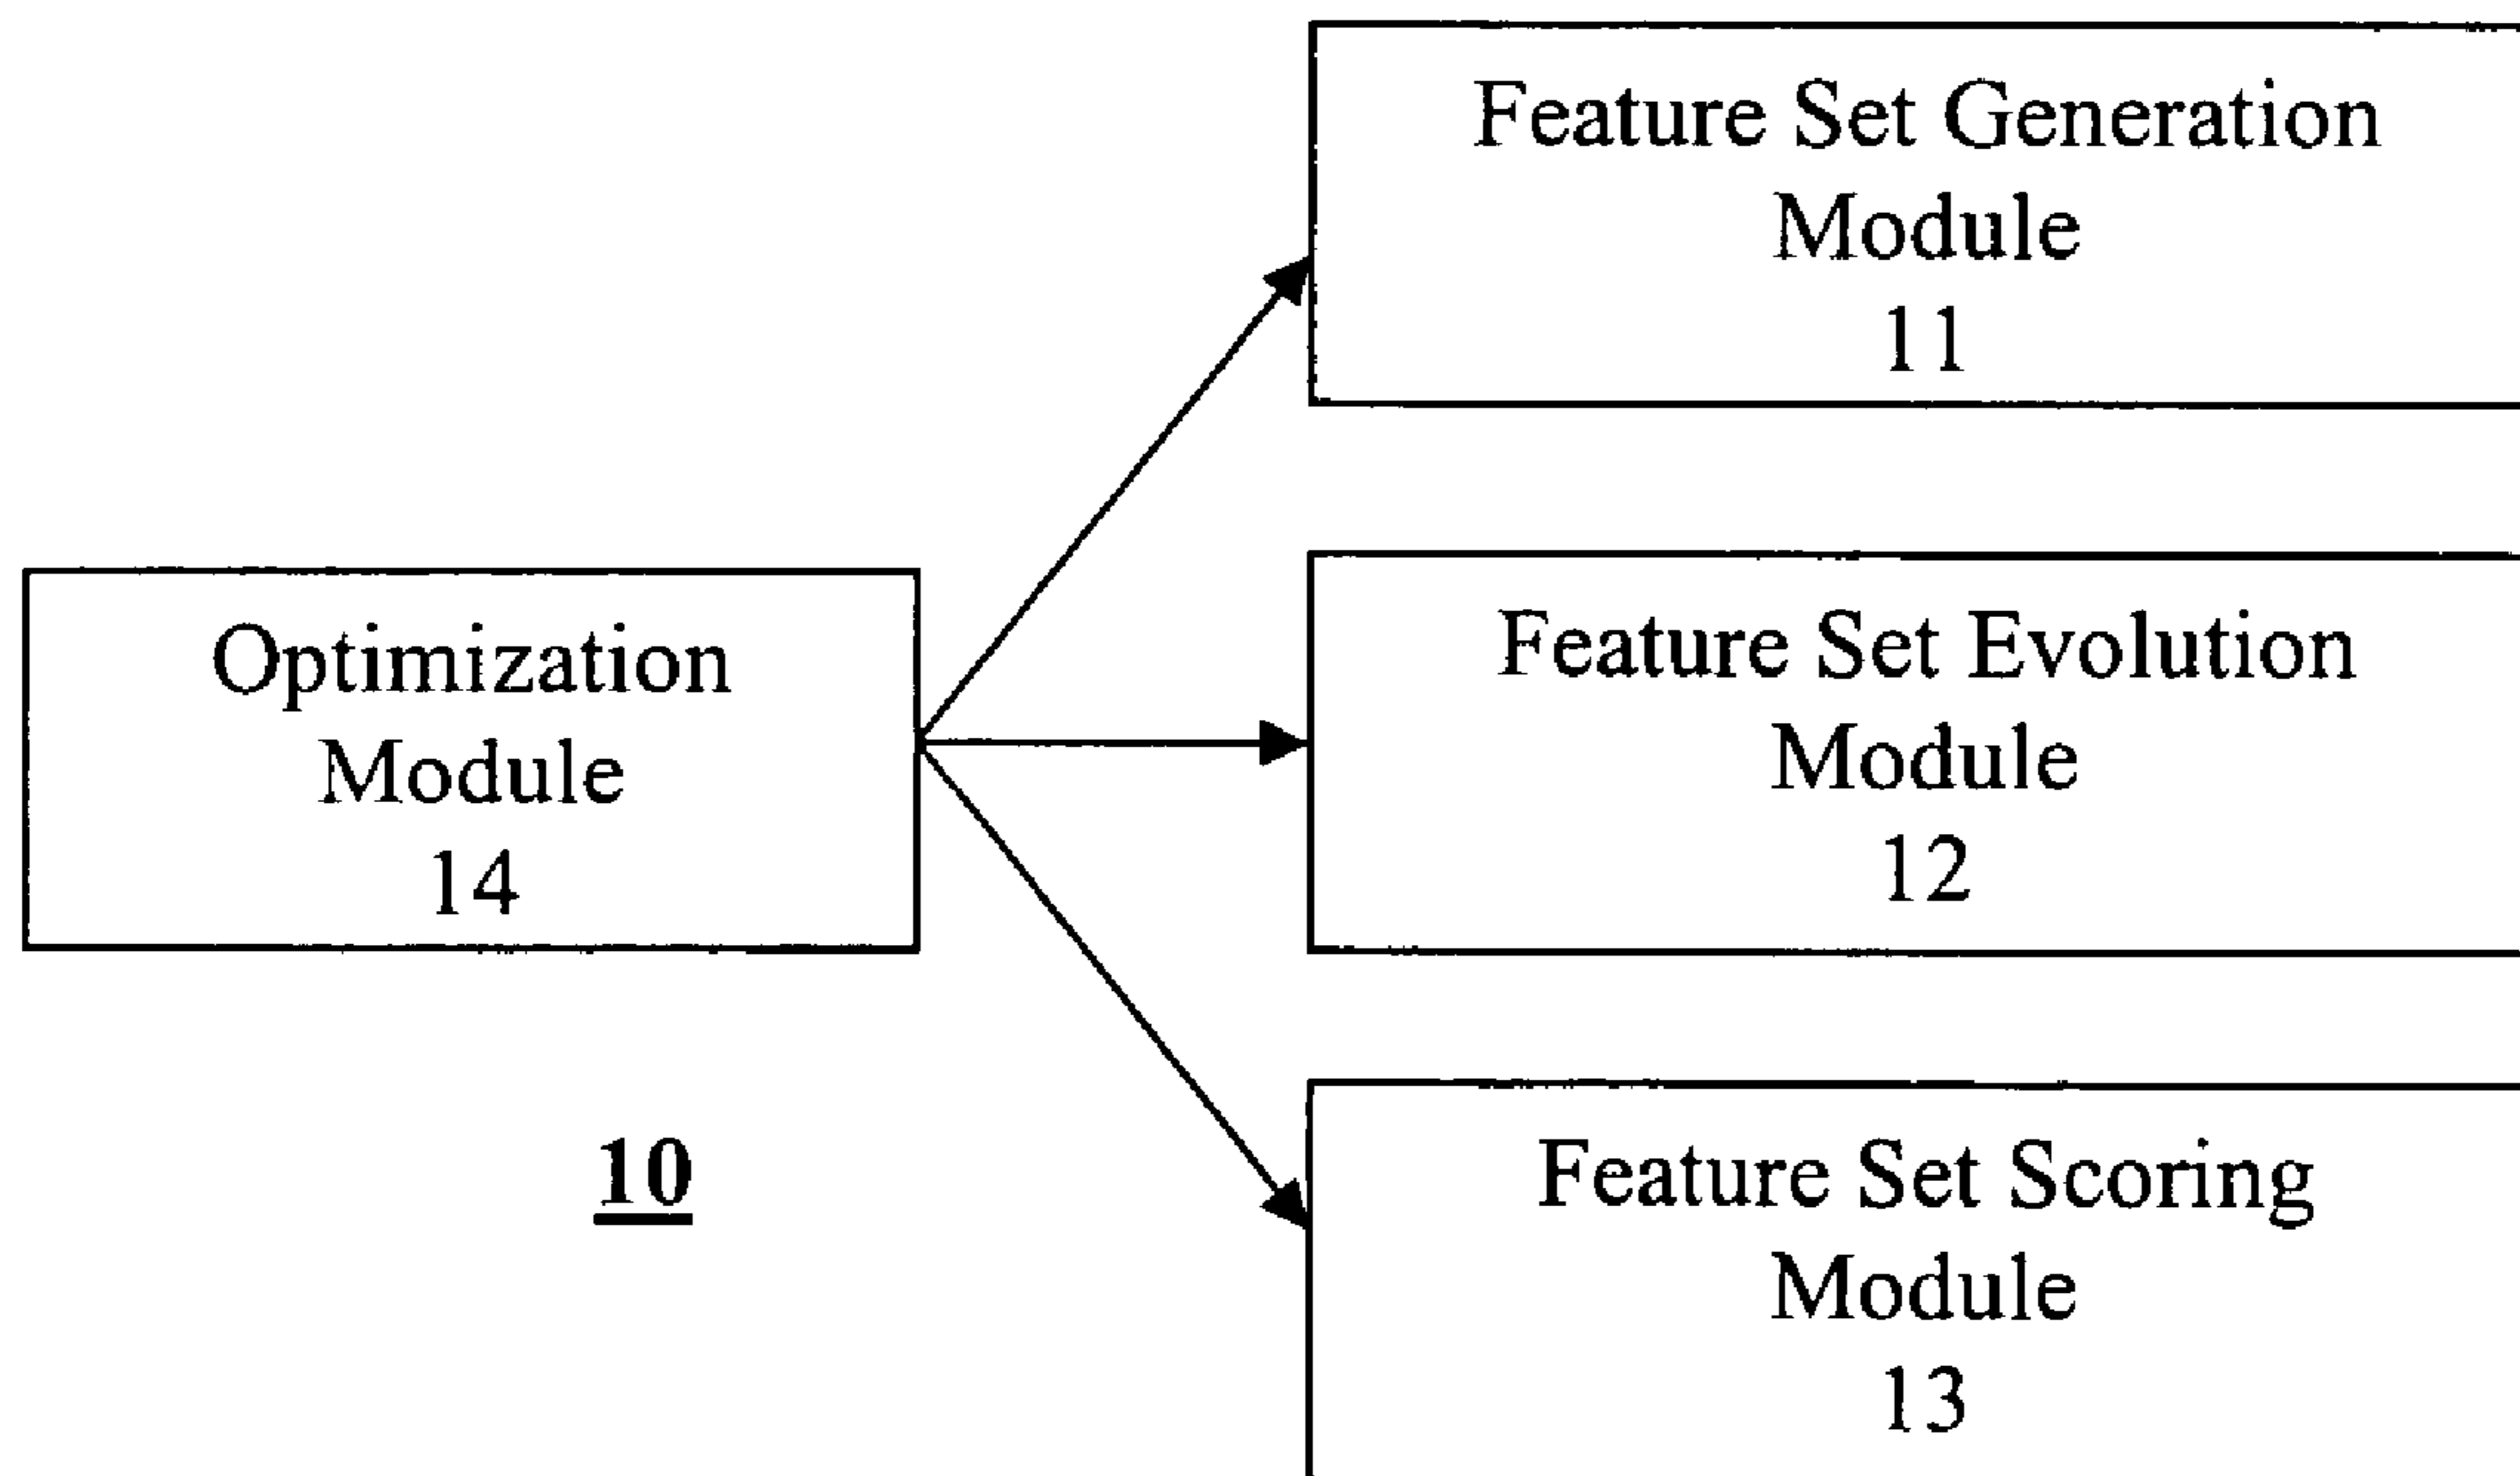 Feature Set Generation
Module
11
Optimization
Module
14
Feature Set Evolution
Module
12
10
Feature Set Scoring
Module
13